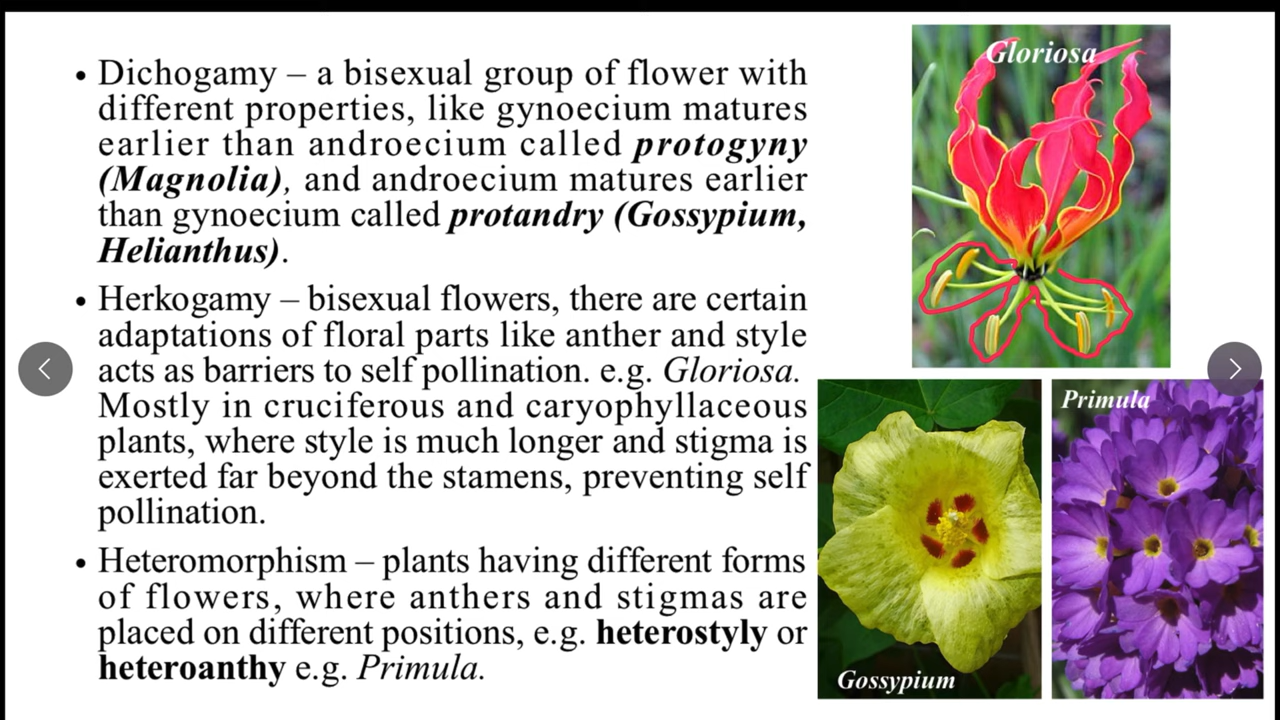 • Dichogamy – a bisexual group of flower with
different properties, like gynoecium matures
earlier than androecium called protogyny
(Magnolia), and androecium matures earlier
than gynoecium called protandry (Gossypium,
Helianthus).
• Herkogamy – bisexual flowers, there are certain
adaptations of floral parts like anther and style
acts as barriers to self pollination. e.g. Gloriosa.
Mostly in cruciferous and caryophyllaceous
plants, where style is much longer and stigma is
exerted far beyond the stamens, preventing self
pollination.
• Heteromorphism – plants having different forms
of flowers, where anthers and stigmas are
placed on different positions, e.g. heterostyly or
heteroanthy e.g. Primula.
Gloriosa
Gossypium
Primula